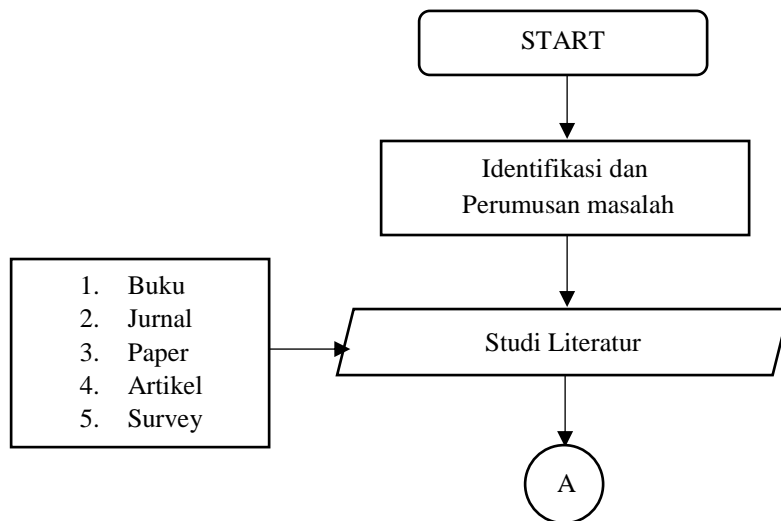 START
Identifikasi dan
Perumusan masalah
1. Buku
2. Jurnal
3. Paper
4. Artikel
5. Survey
Studi Literatur
A